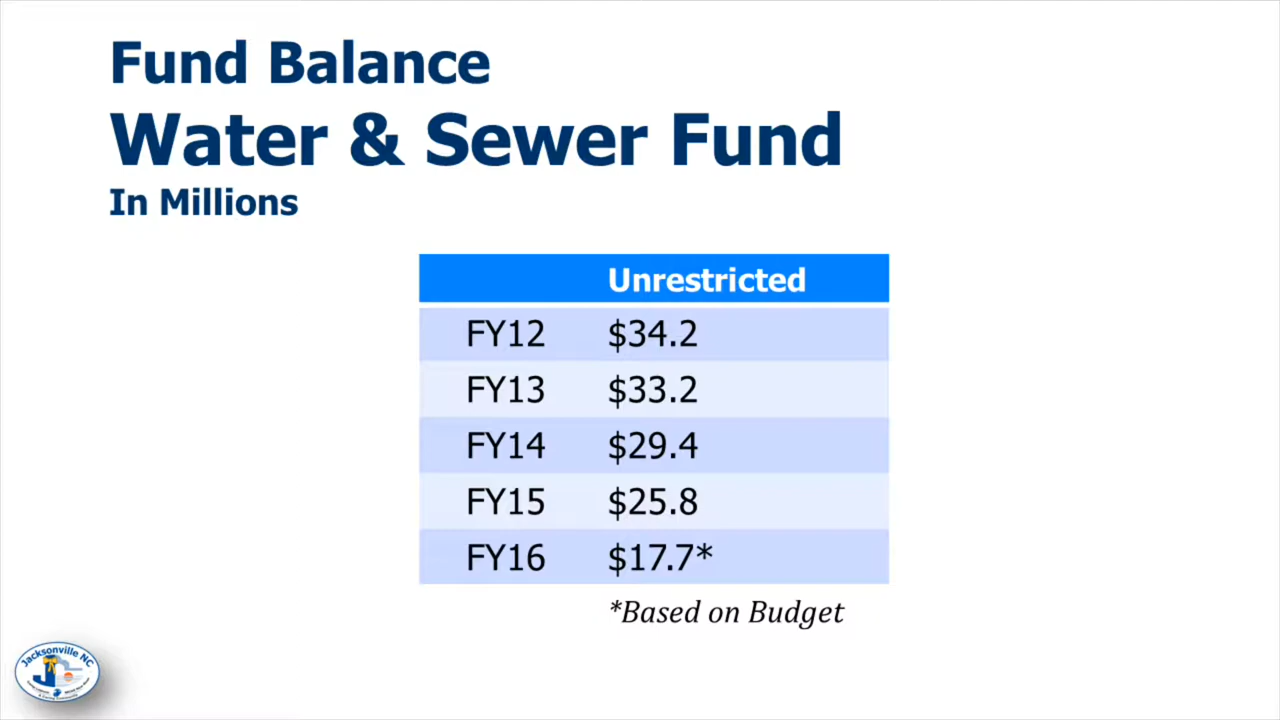 Fund Balance
Water & Sewer Fund
In Millions
Unrestricted
FY12 $34.2
FY13 $33.2
FY14 $29.4
FY15 $25.8
FY16 $17.7*
*Based on Budget
Jacksonville NC